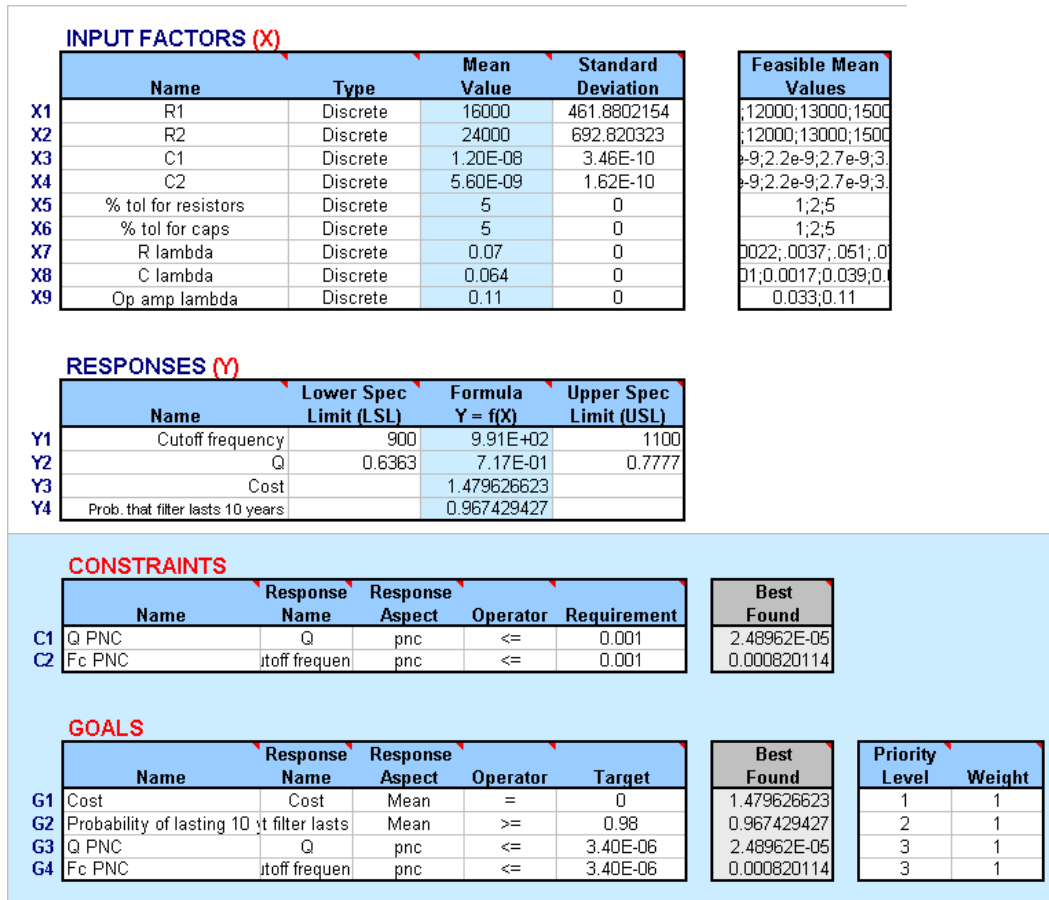 INPUT FACTORS (X)
Name Type Mean Value Standard Deviation Feasible Mean Values
X1 R1 Discrete 16000 461.8802154 ;12000;13000;1500
X2 R2 Discrete 24000 692.820323 ;12000;13000;1500
X3 C1 Discrete 1.20E-08 3.46E-10 e-9;2.2e-9;2.7e-9;3.
X4 C2 Discrete 5.60E-09 1.62E-10 e-9;2.2e-9;2.7e-9;3.
X5 % tol for resistors Discrete 5 0 1;2;5
X6 % tol for caps Discrete 5 0 1;2;5
X7 R lambda Discrete 0.07 0 0022;.0037;.051;.0
X8 C lambda Discrete 0.064 0 01;0.0017;0.039;0.
X9 Op amp lambda Discrete 0.11 0 0.033;0.11
RESPONSES (Y)
Name Lower Spec Limit (LSL) Formula Y = f(X) Upper Spec Limit (USL)
Y1 Cutoff frequency 900 9.91E+02 1100
Y2 Q 0.6363 7.17E-01 0.7777
Y3 Cost 1.479626623
Y4 Prob. that filter lasts 10 years 0.967429427
CONSTRAINTS
Name Response Name Response Aspect Operator Requirement Best Found
C1 Q PNC Q pnc <= 0.001 2.48962E-05
C2 Fc PNC utoff frequen pnc <= 0.001 0.000820114
GOALS
Name Response Name Response Aspect Operator Target Best Found Priority Level Weight
G1 Cost Cost Mean = 0 1.479626623 1 1
G2 Probability of lasting 10 y t filter lasts Mean >= 0.98 0.967429427 2 1
G3 Q PNC Q pnc <= 3.40E-06 2.48962E-05 3 1
G4 Fc PNC utoff frequen pnc <= 3.40E-06 0.000820114 3 1